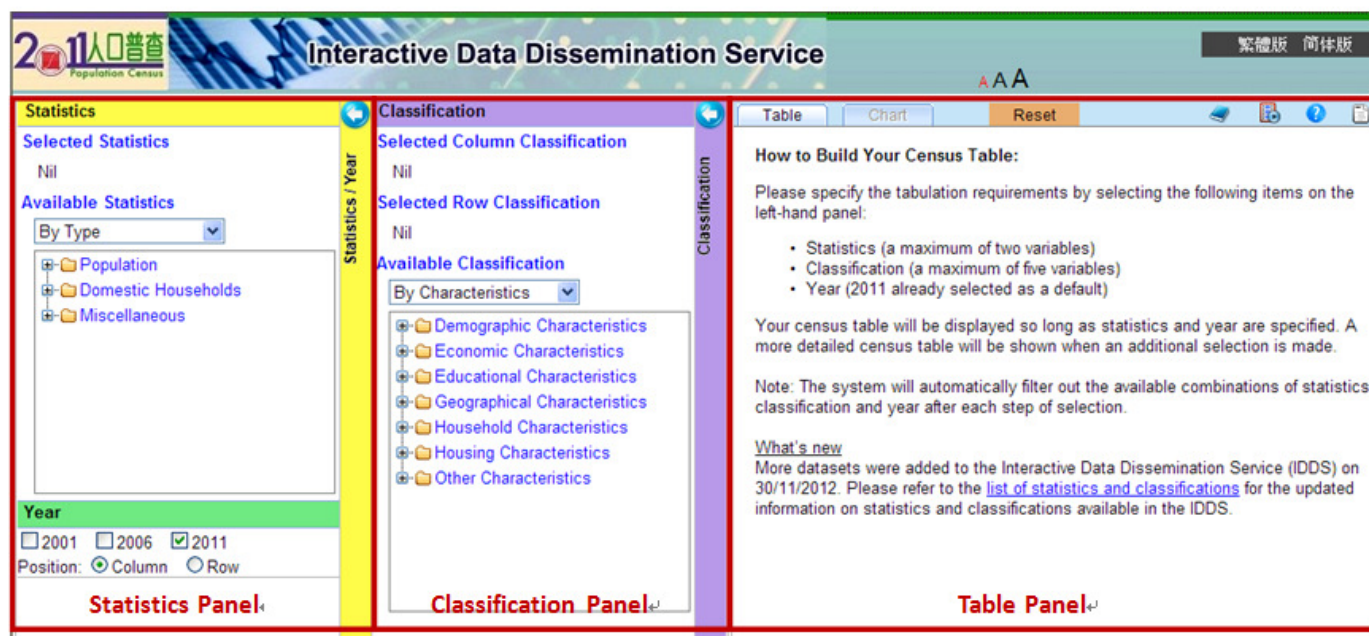 2011人口普查
Population Census
Interactive Data Dissemination Service
繁體版 简体版
A A A
Statistics
Selected Statistics
Nil
Available Statistics
By Type
Population
Domestic Households
Miscellaneous
Year
2001 2006 2011
Position: Column Row
Statistics Panel
Statistics / Year
Classification
Selected Column Classification
Nil
Selected Row Classification
Nil
Available Classification
By Characteristics
Demographic Characteristics
Economic Characteristics
Educational Characteristics
Geographical Characteristics
Household Characteristics
Housing Characteristics
Other Characteristics
Classification Panel
Classification
Table Chart Reset
How to Build Your Census Table:
Please specify the tabulation requirements by selecting the following items on the
left-hand panel:
• Statistics (a maximum of two variables)
• Classification (a maximum of five variables)
• Year (2011 already selected as a default)
Your census table will be displayed so long as statistics and year are specified. A
more detailed census table will be shown when an additional selection is made.
Note: The system will automatically filter out the available combinations of statistics
classification and year after each step of selection.
What's new
More datasets were added to the Interactive Data Dissemination Service (IDDS) on
30/11/2012. Please refer to the list of statistics and classifications for the updated
information on statistics and classifications available in the IDDS.
Table Panel